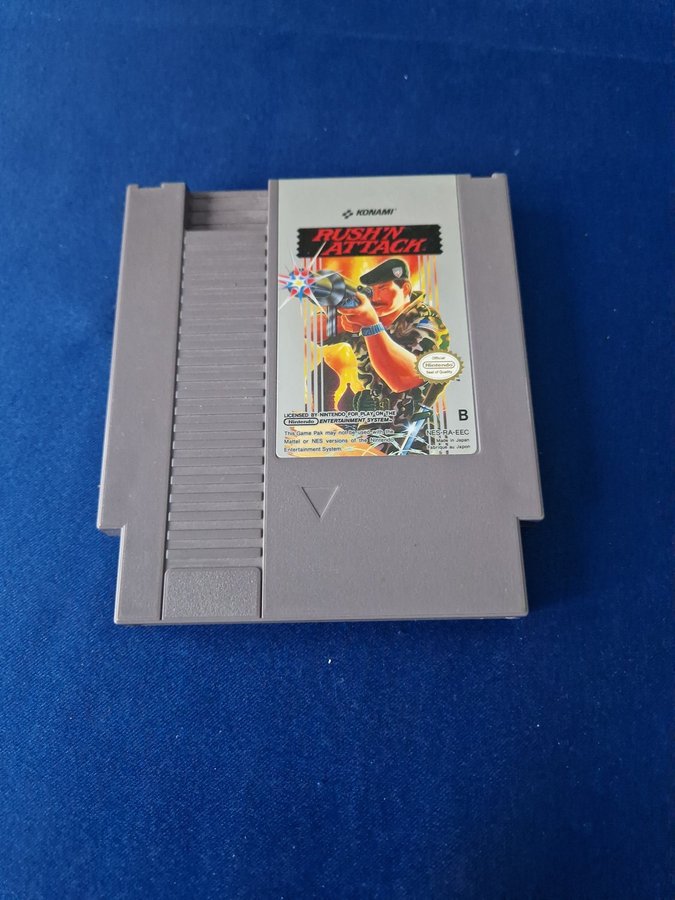 KONAMI
RUSH'N
ATTACK
Official
Nintendo
Seal of Quality
LICENSED BY NINTENDO FOR PLAY ON THE
Nintendo ENTERTAINMENT SYSTEM
B
This Game Pak may not be used with the
Mattel or NES versions of the Nintendo
Entertainment System.
NES-RA-EEC
Made in Japan
Fabriqué au Japon